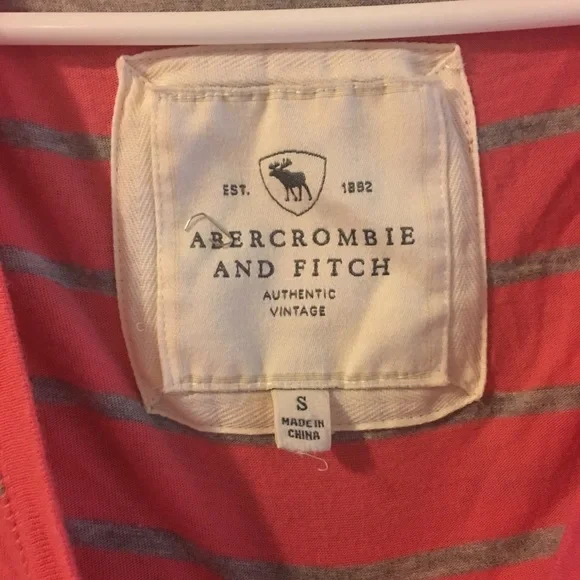 EST. 1892
ABERCROMBIE
AND FITCH
AUTHENTIC
VINTAGE
S
MADE IN
CHINA